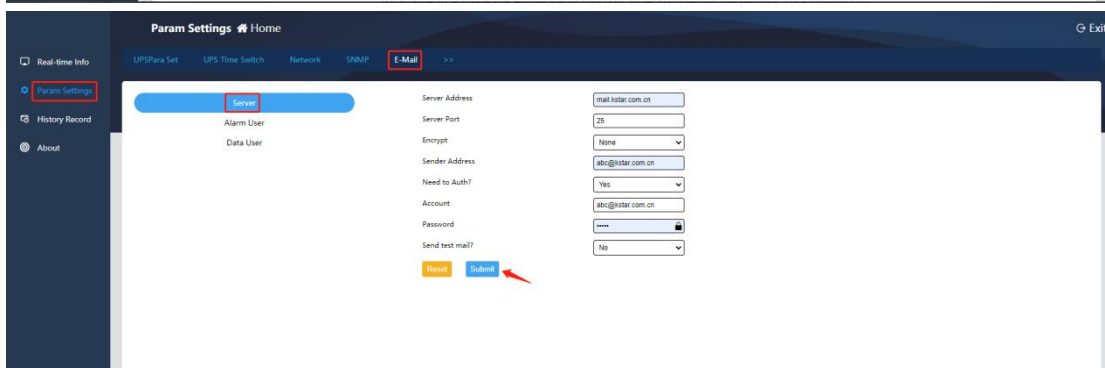 Param Settings Home
Exit
Real-time Info
Param Settings
History Record
About
UPSPara Set UPS Time Switch Network SNMP E-Mail >>
Server
Alarm User
Data User
Server Address mail.kstar.com.cn
Server Port 25
Encrypt None
Sender Address abc@kstar.com.cn
Need to Auth? Yes
Account abc@kstar.com.cn
Password •••••
Send test mail? No
Reset Submit